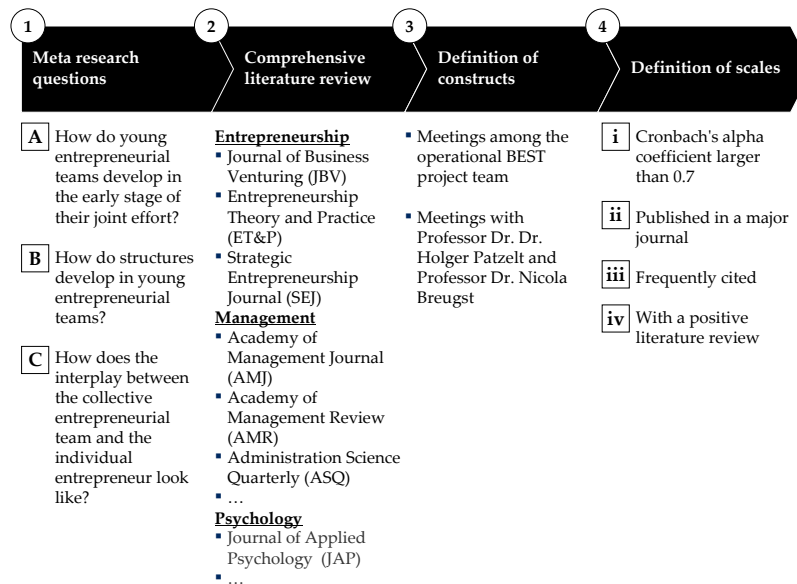 1
Meta research
questions
2
Comprehensive
literature review
3
Definition of
constructs
4
Definition of scales
A
How do young
entrepreneurial
teams develop in
the early stage of
their joint effort?
B
How do structures
develop in young
entrepreneurial
teams?
C
How does the
interplay between
the collective
entrepreneurial
team and the
individual
entrepreneur look
like?
Entrepreneurship
▪ Journal of Business
Venturing (JBV)
▪ Entrepreneurship
Theory and Practice
(ET&P)
▪ Strategic
Entrepreneurship
Journal (SEJ)
Management
▪ Academy of
Management Journal
(AMJ)
▪ Academy of
Management Review
(AMR)
▪ Administration Science
Quarterly (ASQ)
▪ …
Psychology
▪ Journal of Applied
Psychology (JAP)
▪ …
▪ Meetings among the
operational BEST
project team
▪ Meetings with
Professor Dr. Dr.
Holger Patzelt and
Professor Dr. Nicola
Breugst
i
Cronbach's alpha
coefficient larger
than 0.7
ii
Published in a major
journal
iii
Frequently cited
iv
With a positive
literature review